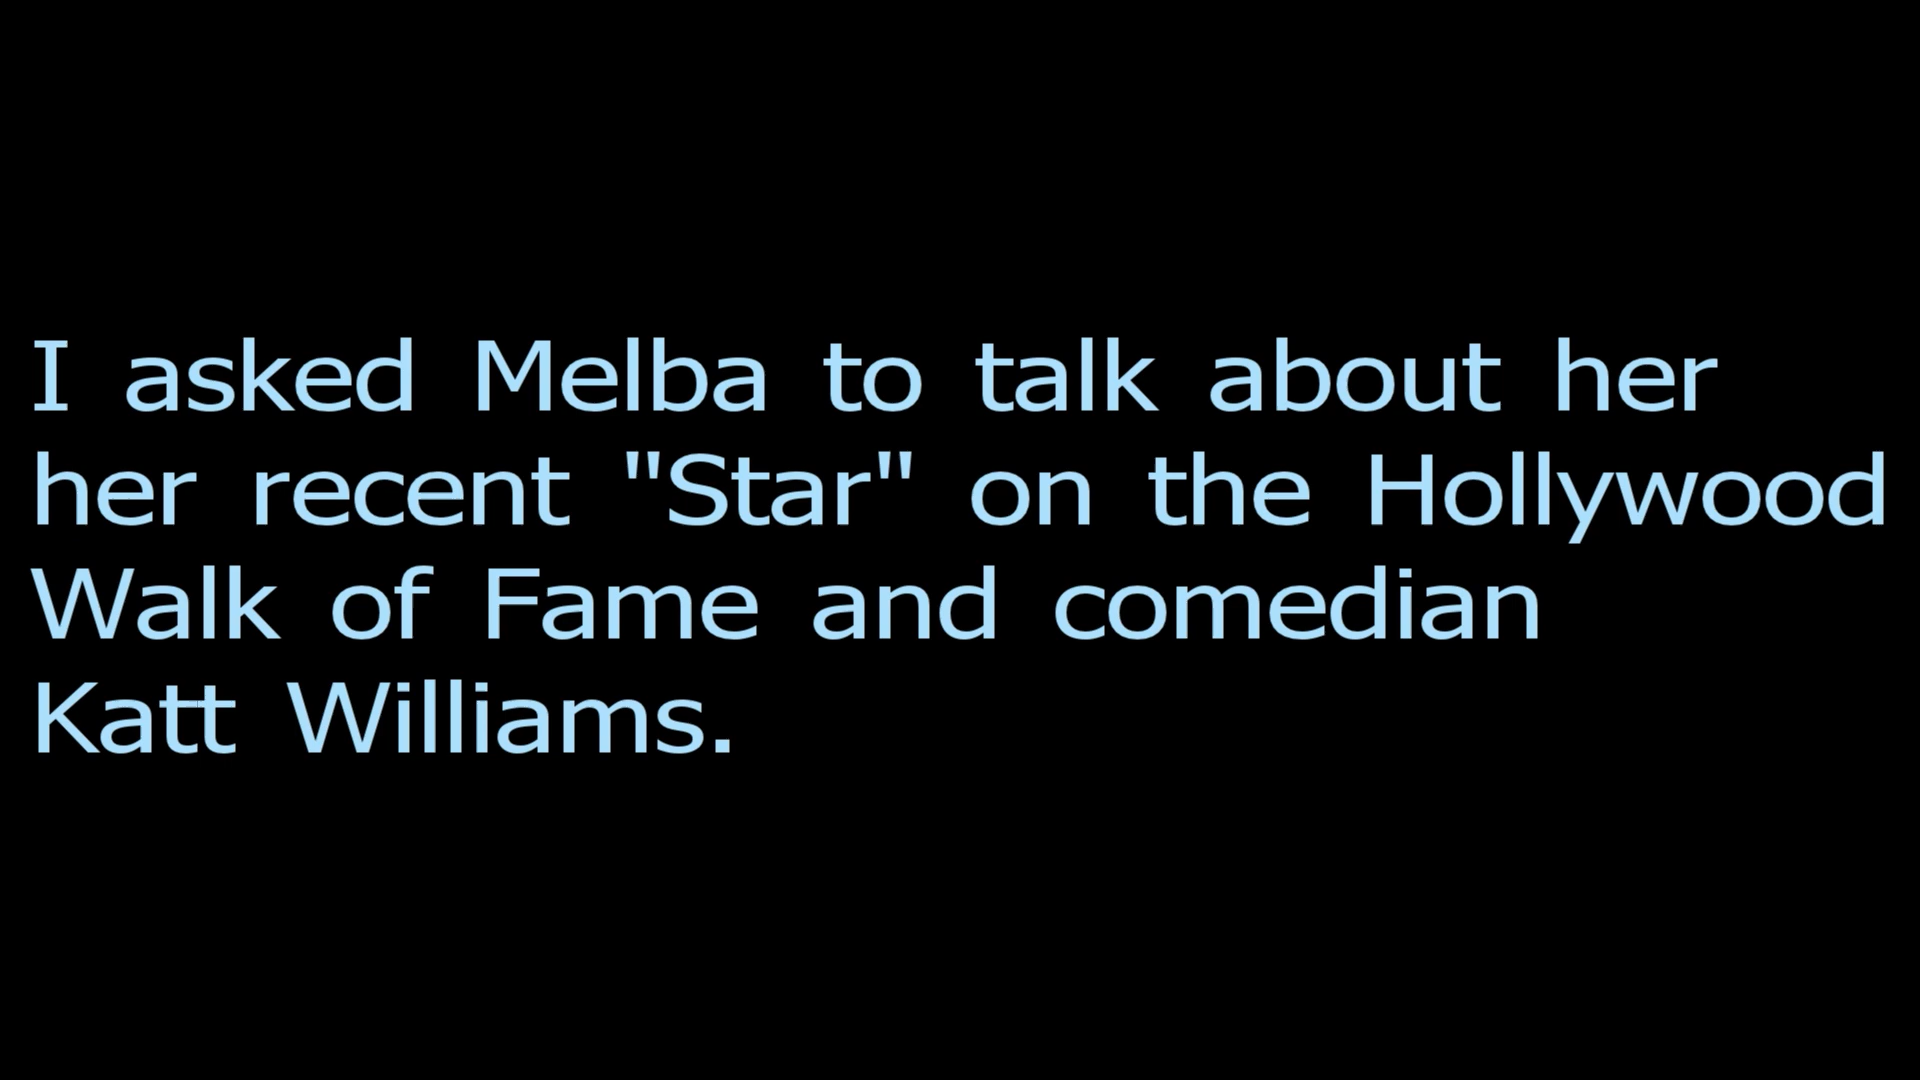 I asked Melba to talk about her
her recent "Star" on the Hollywood
Walk of Fame and comedian
Katt Williams.